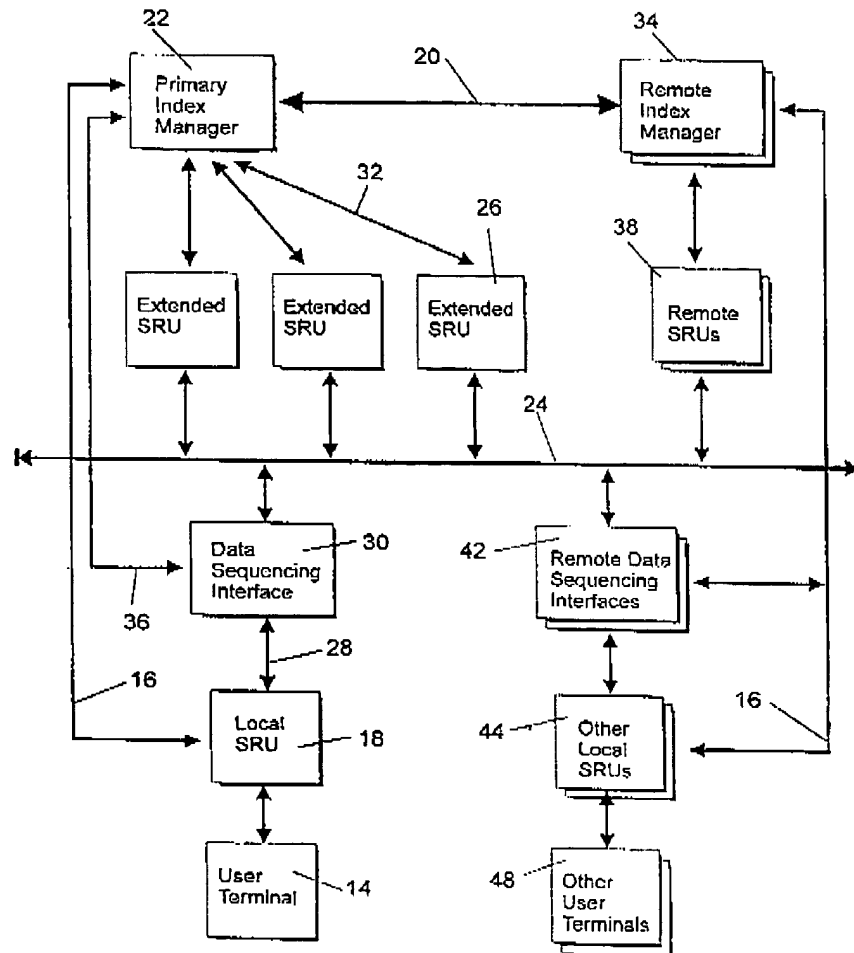 22
34
Primary
Index
Manager
20
Remote
Index
Manager
32
26
38
Extended
SRU
Extended
SRU
Extended
SRU
Remote
SRUs
24
Data
Sequencing
Interface
30
42
Remote Data
Sequencing
Interfaces
36
28
16
Local
SRU
18
44
Other
Local
SRUs
16
User
Terminal
14
48
Other
User
Terminals